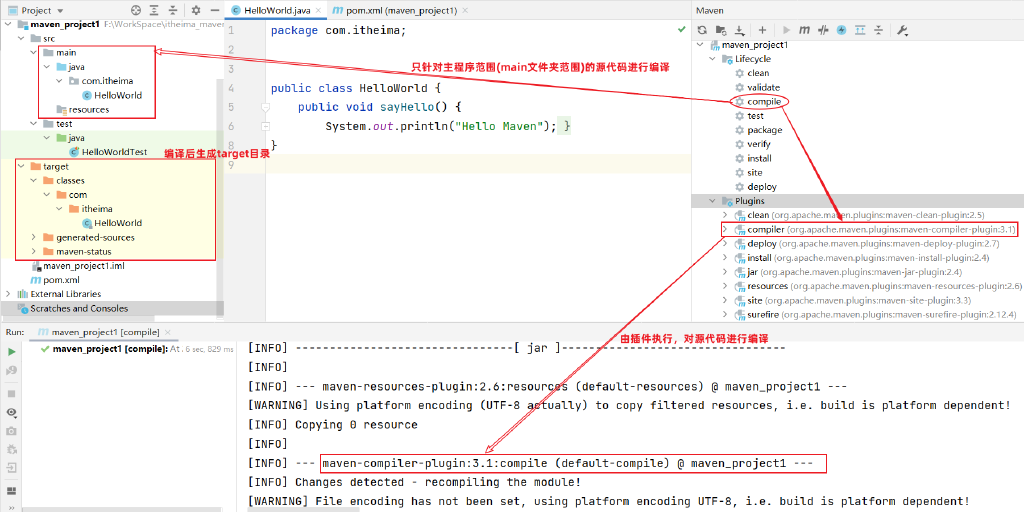 Project
maven_project1 F:\WorkSpace\itheima_maven
src
main
java
com.itheima
HelloWorld
resources
test
java
HelloWorldTest
target
classes
com
itheima
HelloWorld
generated-sources
maven-status
maven_project1.iml
pom.xml
External Libraries
Scratches and Consoles
编译后生成target目录
HelloWorld.java
pom.xml (maven_project1)
1 package com.itheima;
2
3
4 public class HelloWorld {
5 public void sayHello() {
6 System.out.println("Hello Maven"); }
}
9
只针对主程序范围(main文件夹范围)的源代码进行编译
Maven
maven_project1
Lifecycle
clean
validate
compile
test
package
verify
install
site
deploy
Plugins
clean (org.apache.maven.plugins:maven-clean-plugin:2.5)
compiler (org.apache.maven.plugins:maven-compiler-plugin:3.1)
deploy (org.apache.maven.plugins:maven-deploy-plugin:2.7)
install (org.apache.maven.plugins:maven-install-plugin:2.4)
jar (org.apache.maven.plugins:maven-jar-plugin:2.4)
resources (org.apache.maven.plugins:maven-resources-plugin:2.6)
site (org.apache.maven.plugins:maven-site-plugin:3.3)
surefire (org.apache.maven.plugins:maven-surefire-plugin:2.12.4)
Run: maven_project1 [compile]
maven_project1 [compile]: At 6 sec, 829 ms
由插件执行，对源代码进行编译
[INFO] --------------------------------[ jar ]---------------------------------
[INFO]
[INFO] --- maven-resources-plugin:2.6:resources (default-resources) @ maven_project1 ---
[WARNING] Using platform encoding (UTF-8 actually) to copy filtered resources, i.e. build is platform dependent!
[INFO] Copying 0 resource
[INFO]
[INFO] --- maven-compiler-plugin:3.1:compile (default-compile) @ maven_project1 ---
[INFO] Changes detected - recompiling the module!
[WARNING] File encoding has not been set, using platform encoding UTF-8, i.e. build is platform dependent!